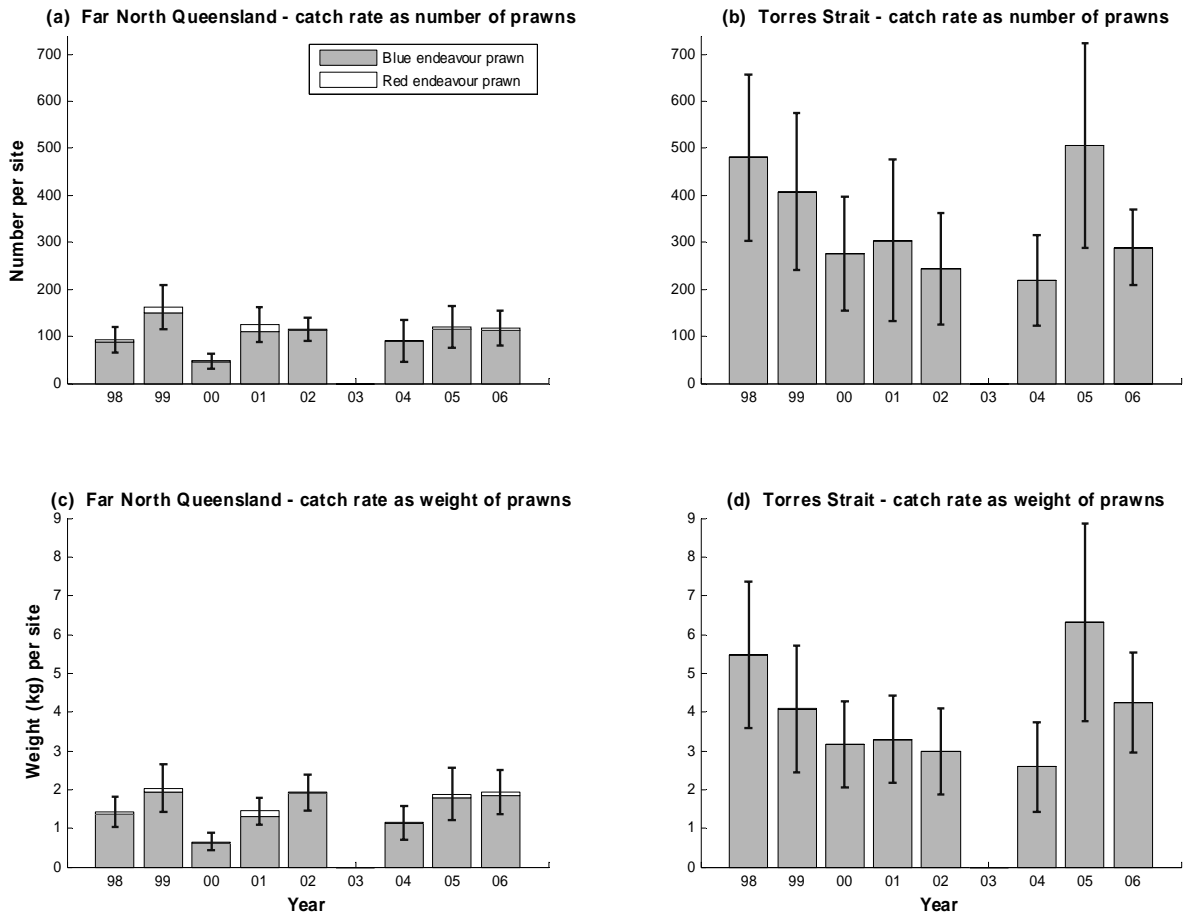 (a) Far North Queensland - catch rate as number of prawns
700
600
500
400
300
200
100
0
Number per site
Blue endeavour prawn
Red endeavour prawn
98 99 00 01 02 03 04 05 06
(b) Torres Strait - catch rate as number of prawns
700
600
500
400
300
200
100
0
98 99 00 01 02 03 04 05 06
(c) Far North Queensland - catch rate as weight of prawns
9
8
7
6
5
4
3
2
1
0
Weight (kg) per site
98 99 00 01 02 03 04 05 06
Year
(d) Torres Strait - catch rate as weight of prawns
9
8
7
6
5
4
3
2
1
0
98 99 00 01 02 03 04 05 06
Year